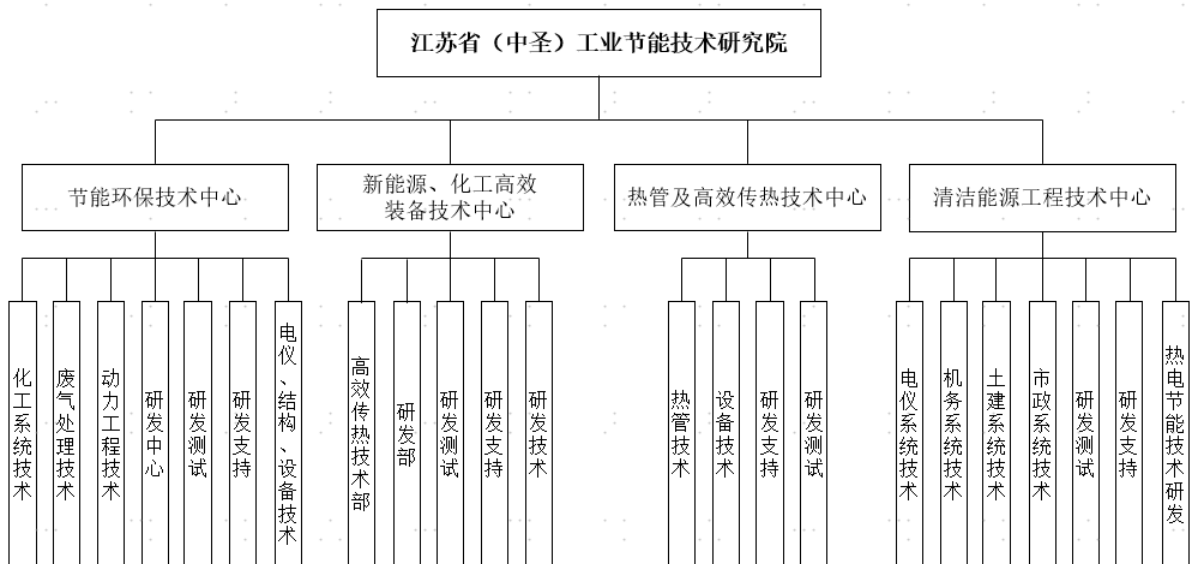 江苏省（中圣）工业节能技术研究院
节能环保技术中心
新能源、化工高效
装备技术中心
热管及高效传热技术中心
清洁能源工程技术中心
化工系统技术
废气处理技术
动力工程技术
研发中心
研发测试
研发支持
电仪、结构、设备技术
高效传热技术部
研发部
研发测试
研发支持
研发技术
热管技术
设备技术
研发支持
研发测试
电仪系统技术
机务系统技术
土建系统技术
市政系统技术
研发测试
研发支持
热电节能技术研发